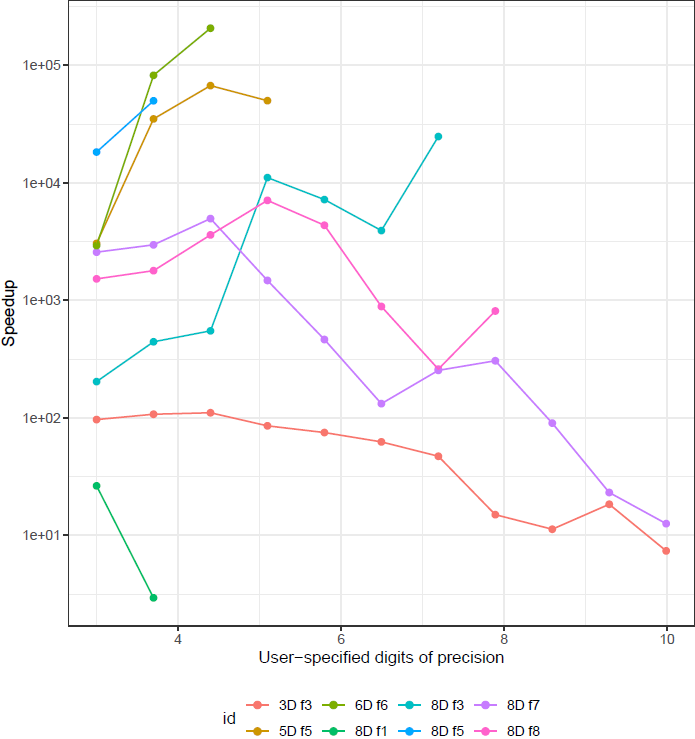 1e+05
1e+04
1e+03
1e+02
1e+01
Speedup
4 6 8 10
User−specified digits of precision
id
3D f3 6D f6 8D f3 8D f7
5D f5 8D f1 8D f5 8D f8